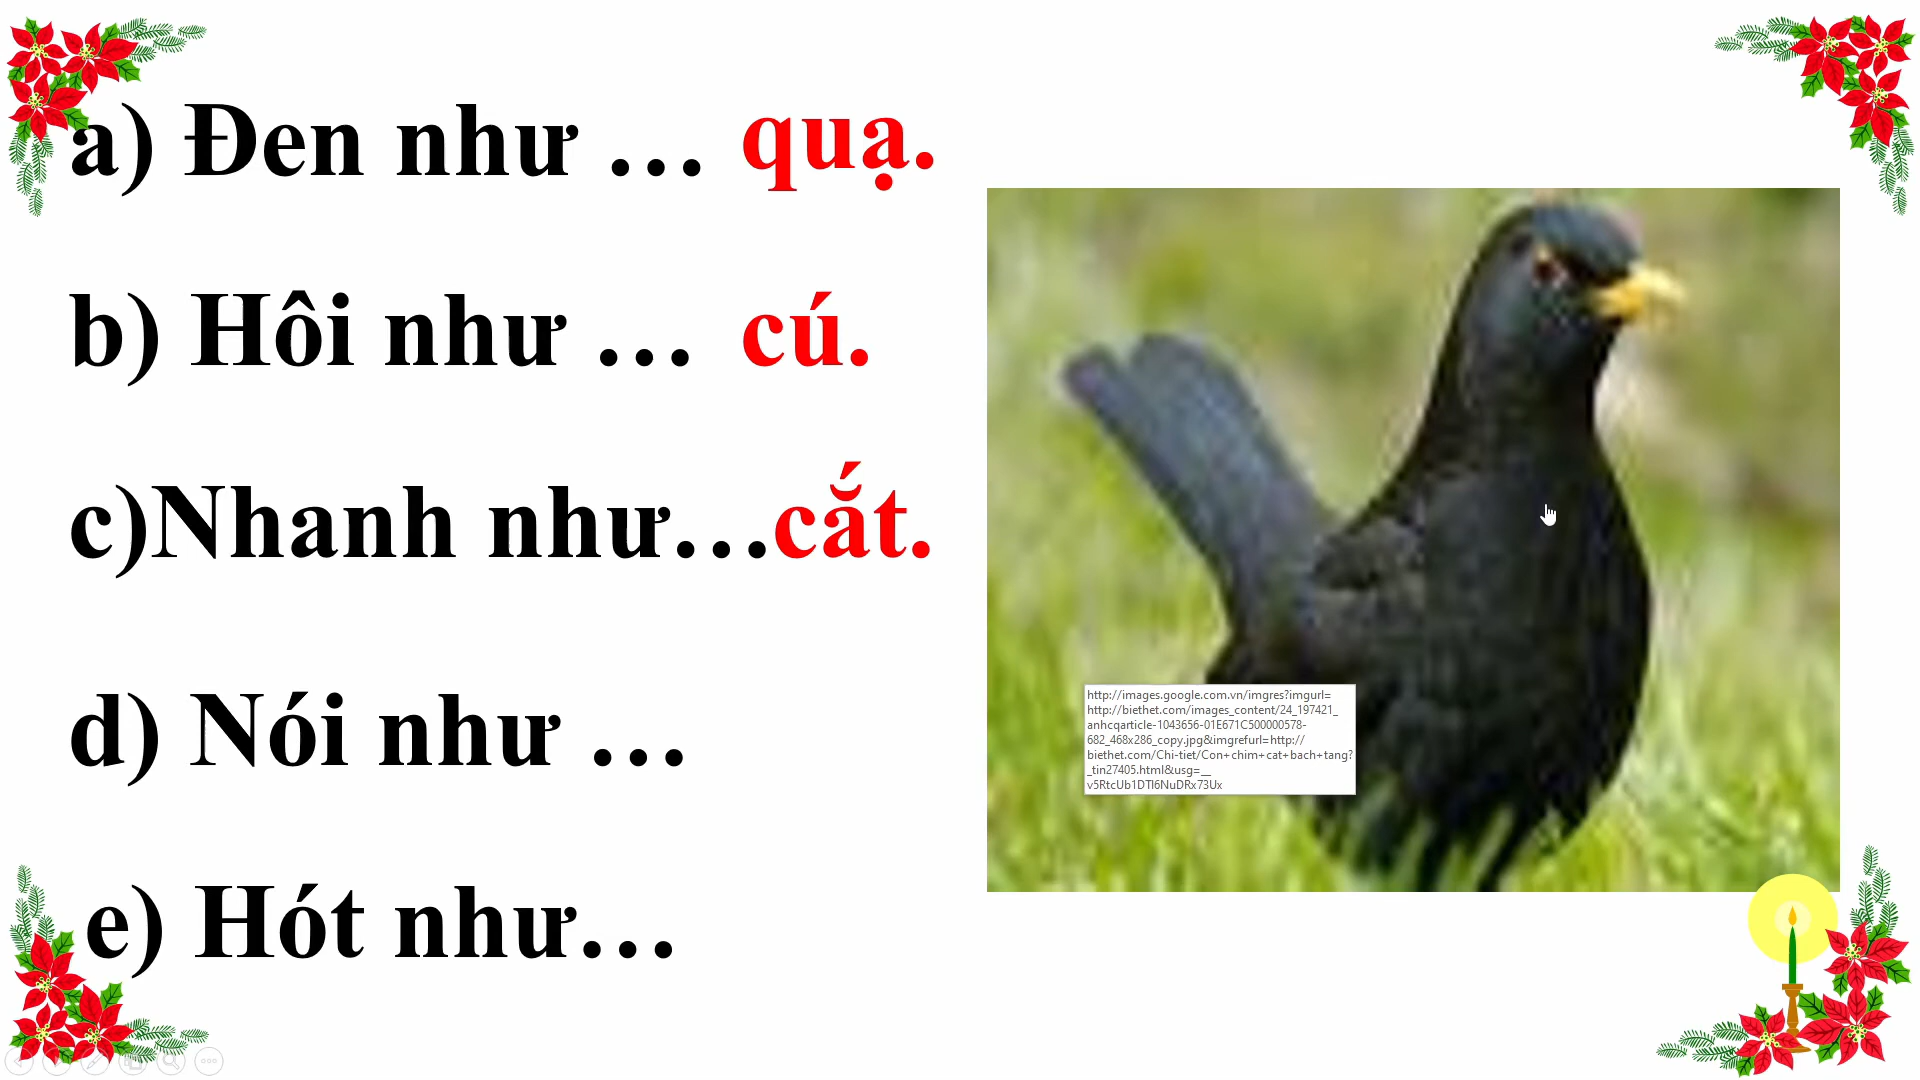 a) Đen như … quạ.
b) Hôi như … cú.
c)Nhanh như…cắt.
d) Nói như …
e) Hót như…
http://images.google.com.vn/imgres?imgurl=
http://biethet.com/images_content/24_197421_
anhcqarticle-1043656-01E671C500000578-
682_468x286_copy.jpg&imgrefurl=http://
biethet.com/Chi-tiet/Con+chim+cat+bach+tang?
_tin27405.html&usg=__
v5RtcUb1DTl6NuDRx73Ux